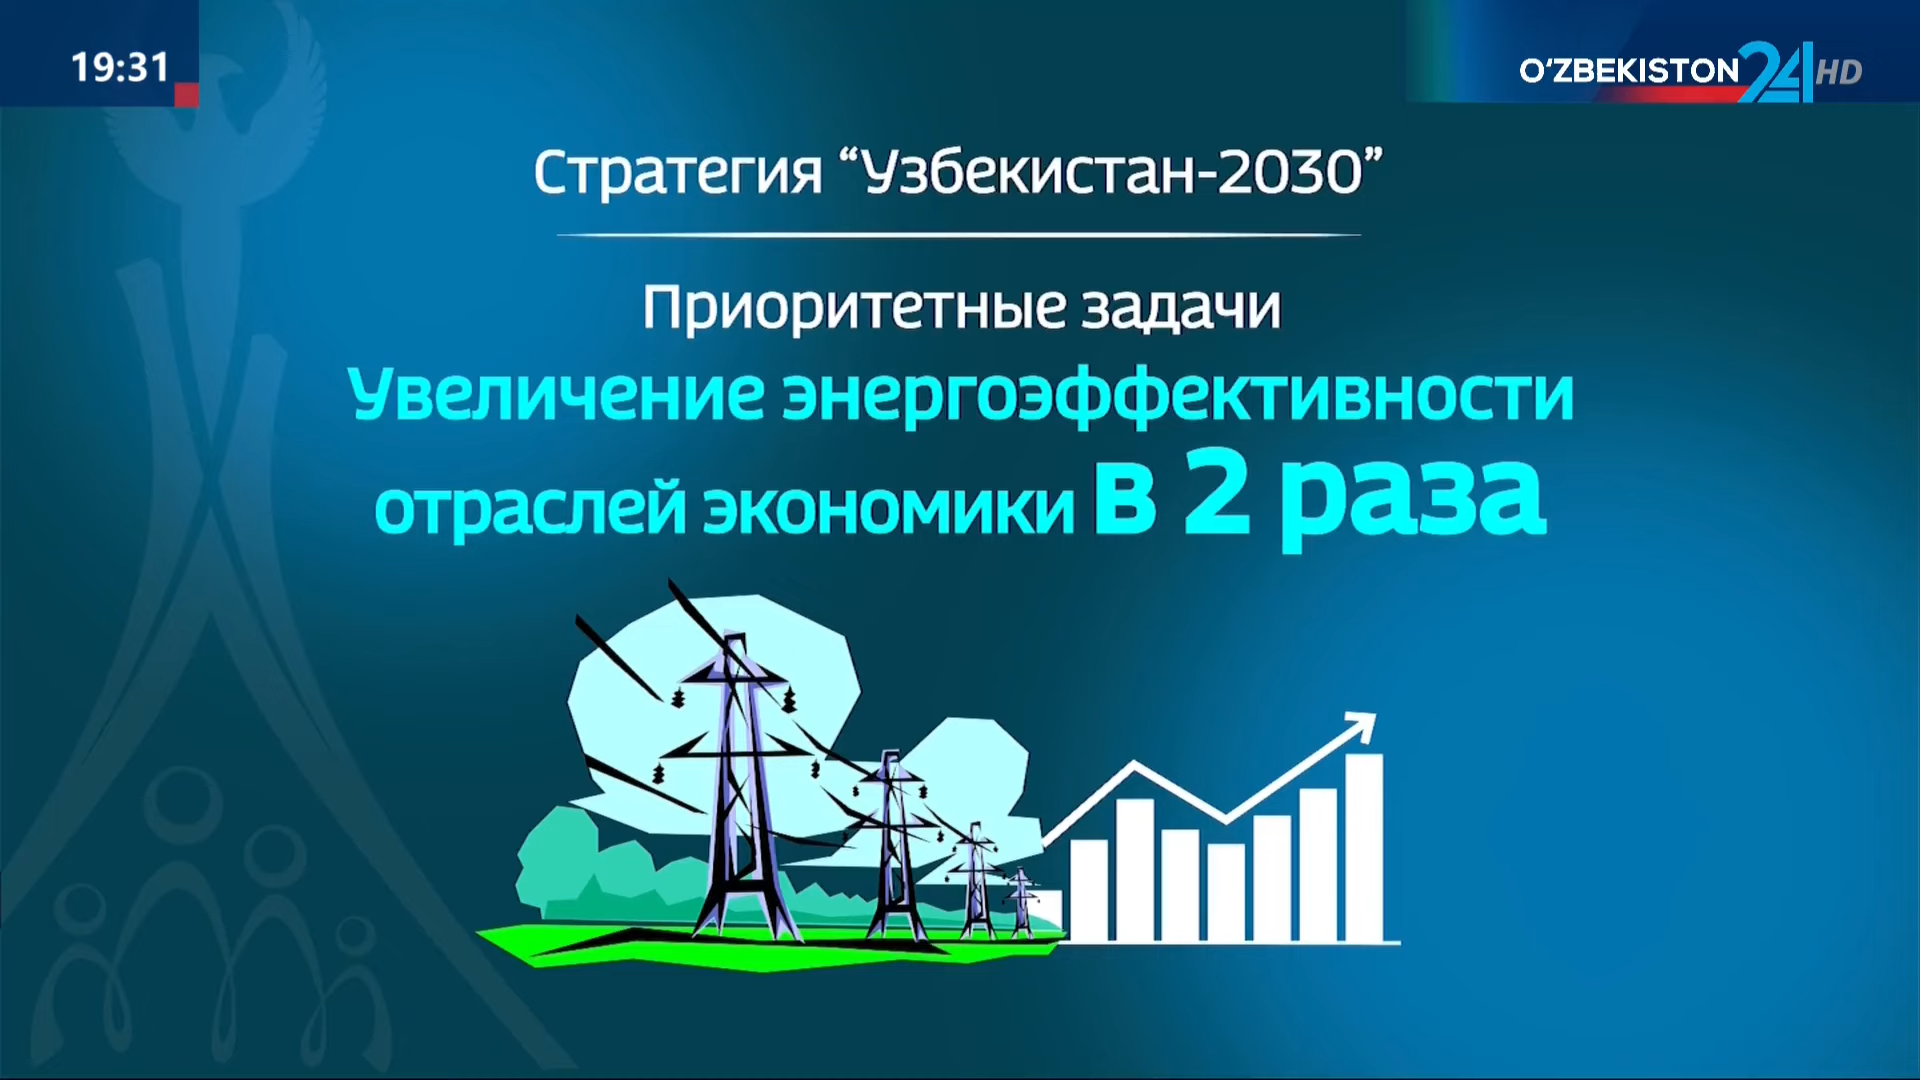 19:31
O‘ZBEKISTON 24 HD
Стратегия “Узбекистан-2030”
Приоритетные задачи
Увеличение энергоэффективности
отраслей экономики в 2 раза